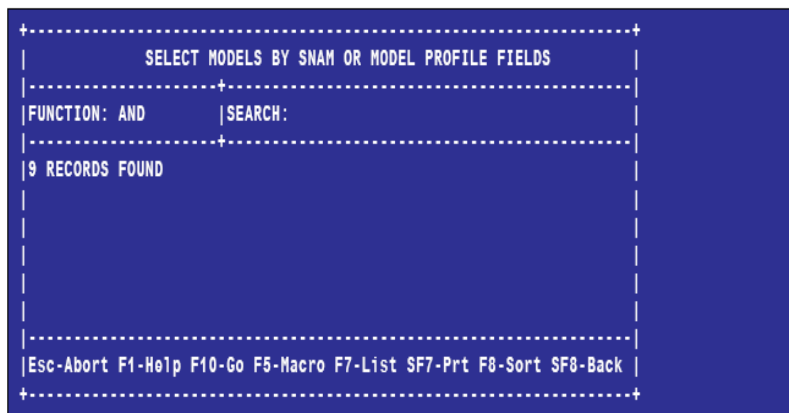 SELECT MODELS BY SNAM OR MODEL PROFILE FIELDS
FUNCTION: AND |SEARCH:
9 RECORDS FOUND
Esc-Abort F1-Help F10-Go F5-Macro F7-List SF7-Prt F8-Sort SF8-Back